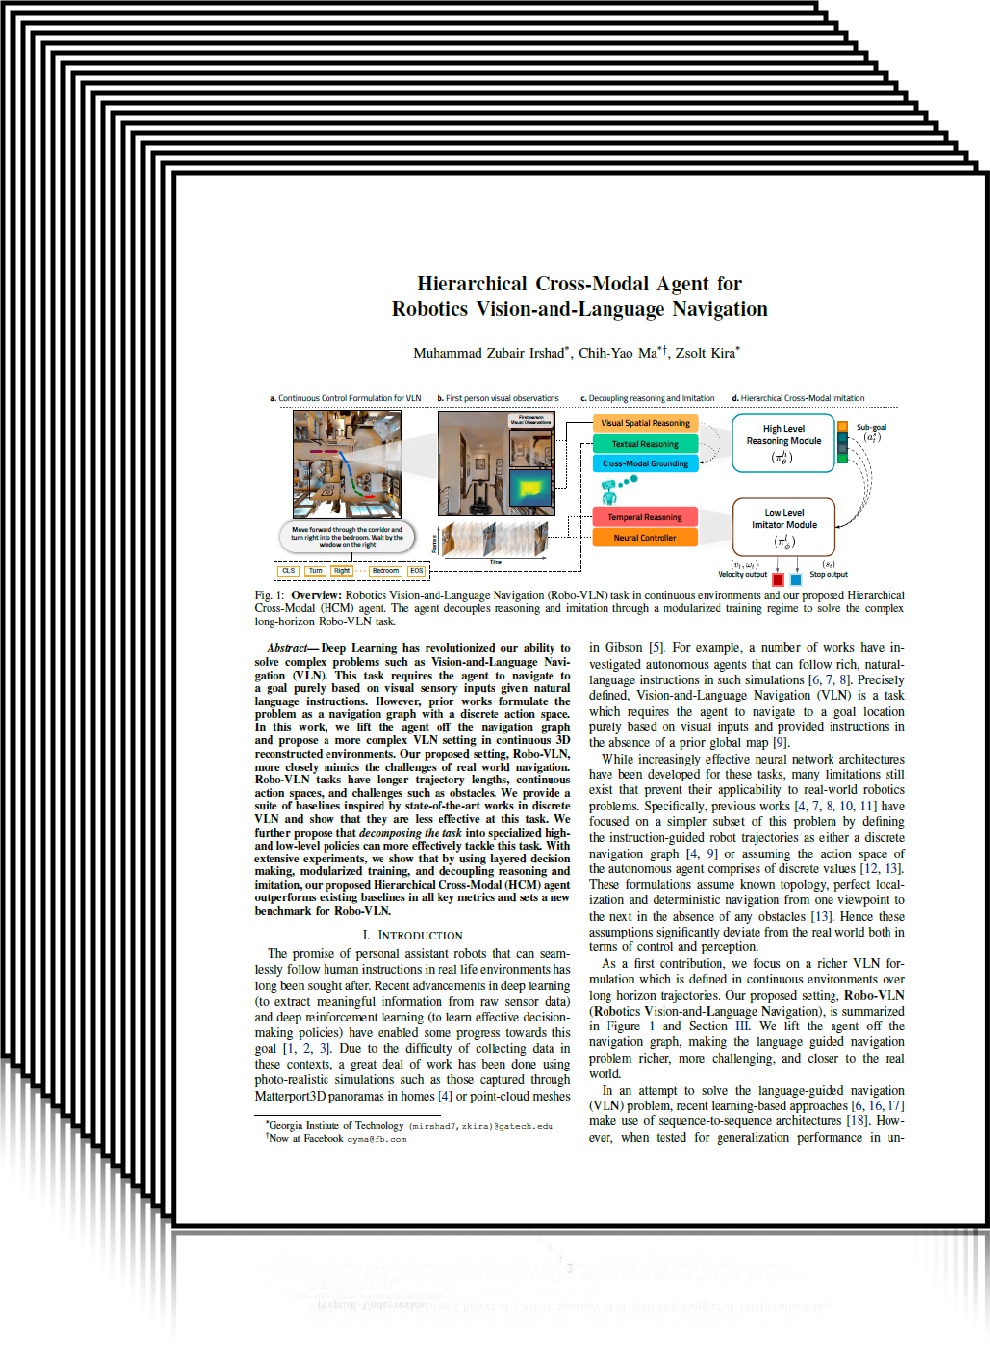 Hierarchical Cross-Modal Agent for
Robotics Vision-and-Language Navigation
Muhammad Zubair Irshad*, Chih-Yao Ma*†, Zsolt Kira*
a. Continuous Control Formulation for VLN
b. First person visual observations
c. Decoupling reasoning and Imitation
d. Hierarchical Cross-Modal imitation
First person
Visual Observations
Visual Spatial Reasoning
Textual Reasoning
Cross-Modal Grounding
Temporal Reasoning
Neural Controller
High Level
Reasoning Module
Sub-goal
Low Level
Imitator Module
Velocity output
Stop output
Move forward through the corridor and
turn right into the bedroom. Wait by the
window on the right
CLS Turn Right ··· Bedroom EOS
Frames
Time
Fig. 1: Overview: Robotics Vision-and-Language Navigation (Robo-VLN) task in continuous environments and our proposed Hierarchical
Cross-Modal (HCM) agent. The agent decouples reasoning and imitation through a modularized training regime to solve the complex
long-horizon Robo-VLN task.
Abstract— Deep Learning has revolutionized our ability to
solve complex problems such as Vision-and-Language Navi-
gation (VLN). This task requires the agent to navigate to
a goal purely based on visual sensory inputs given natural
language instructions. However, prior works formulate the
problem as a navigation graph with a discrete action space.
In this work, we lift the agent off the navigation graph
and propose a more complex VLN setting in continuous 3D
reconstructed environments. Our proposed setting, Robo-VLN,
more closely mimics the challenges of real world navigation.
Robo-VLN tasks have longer trajectory lengths, continuous
action spaces, and challenges such as obstacles. We provide a
suite of baselines inspired by state-of-the-art works in discrete
VLN and show that they are less effective at this task. We
further propose that decomposing the task into specialized high-
and low-level policies can more effectively tackle this task. With
extensive experiments, we show that by using layered decision
making, modularized training, and decoupling reasoning and
imitation, our proposed Hierarchical Cross-Modal (HCM) agent
outperforms existing baselines in all key metrics and sets a new
benchmark for Robo-VLN.
I. INTRODUCTION
The promise of personal assistant robots that can seam-
lessly follow human instructions in real life environments has
long been sought after. Recent advancements in deep learning
(to extract meaningful information from raw sensor data)
and deep reinforcement learning (to learn effective decision-
making policies) have enabled some progress towards this
goal [1, 2, 3]. Due to the difficulty of collecting data in
these contexts, a great deal of work has been done using
photo-realistic simulations such as those captured through
Matterport3D panoramas in homes [4] or point-cloud meshes
*Georgia Institute of Technology (mirshad7, zkira)@gatech.edu
†Now at Facebook cyma@fb.com
in Gibson [5]. For example, a number of works have in-
vestigated autonomous agents that can follow rich, natural-
language instructions in such simulations [6, 7, 8]. Precisely
defined, Vision-and-Language Navigation (VLN) is a task
which requires the agent to navigate to a goal location
purely based on visual inputs and provided instructions in
the absence of a prior global map [9].
While increasingly effective neural network architectures
have been developed for these tasks, many limitations still
exist that prevent their applicability to real-world robotics
problems. Specifically, previous works [4, 7, 8, 10, 11] have
focused on a simpler subset of this problem by defining
the instruction-guided robot trajectories as either a discrete
navigation graph [4, 9] or assuming the action space of
the autonomous agent comprises of discrete values [12, 13].
These formulations assume known topology, perfect local-
ization and deterministic navigation from one viewpoint to
the next in the absence of any obstacles [13]. Hence these
assumptions significantly deviate from the real world both in
terms of control and perception.
As a first contribution, we focus on a richer VLN for-
mulation which is defined in continuous environments over
long horizon trajectories. Our proposed setting, Robo-VLN
(Robotics Vision-and-Language Navigation), is summarized
in Figure 1 and Section III. We lift the agent off the
navigation graph, making the language guided navigation
problem richer, more challenging, and closer to the real
world.
In an attempt to solve the language-guided navigation
(VLN) problem, recent learning-based approaches [6, 16, 17]
make use of sequence-to-sequence architectures [18]. How-
ever, when tested for generalization performance in un-